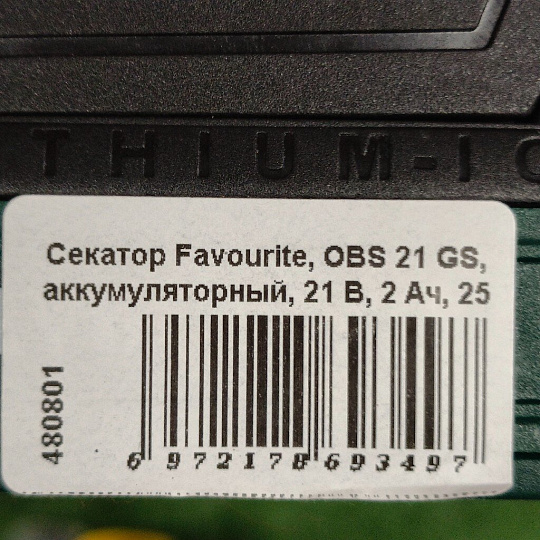 THIUM-IO
Секатор Favourite, OBS 21 GS,
аккумуляторный, 21 В, 2 Ач, 25
480801
6 972178 693497